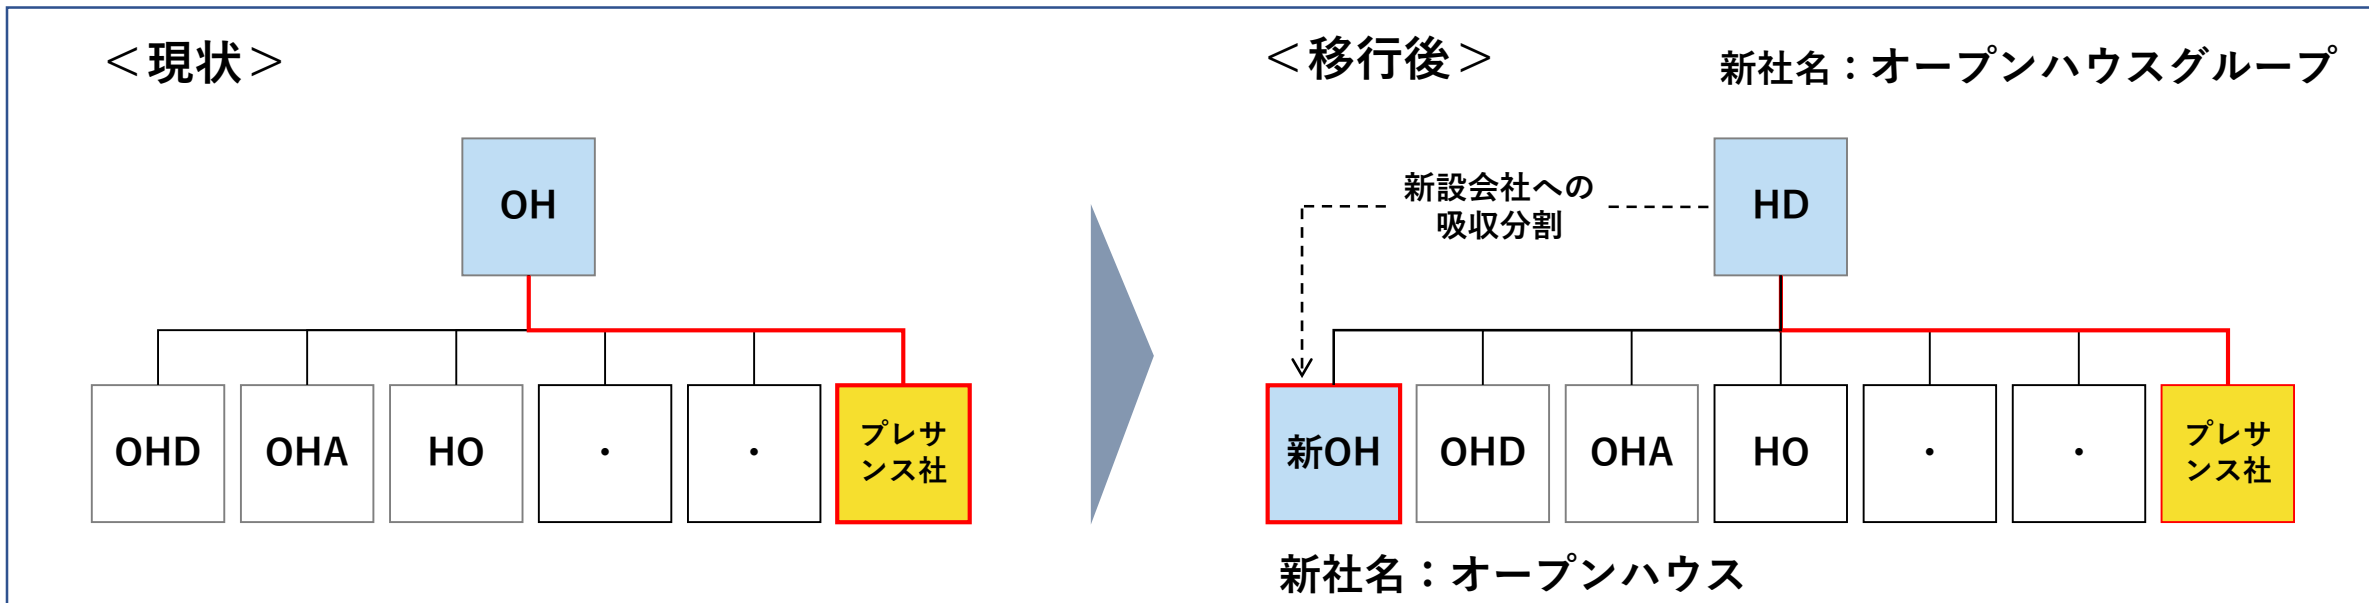 ＜現状＞
OH
OHD
OHA
HO
・
・
プレサ
ンス社
＜移行後＞
新社名：オープンハウスグループ
新設会社への
吸収分割
HD
新OH
OHD
OHA
HO
・
・
プレサ
ンス社
新社名：オープンハウス